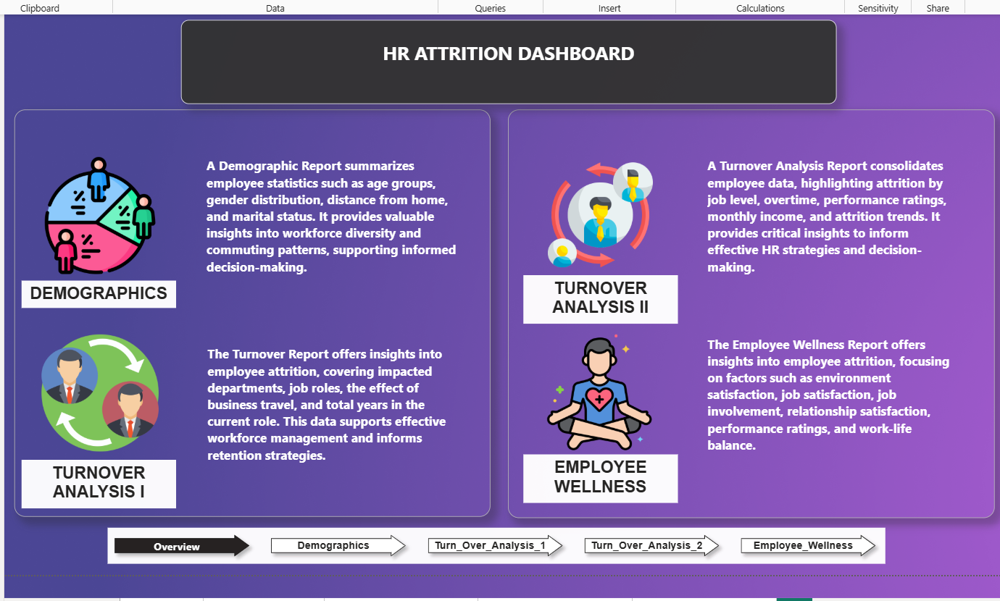 Clipboard
Data
Queries
Insert
Calculations
Sensitivity
Share
HR ATTRITION DASHBOARD
A Demographic Report summarizes
employee statistics such as age groups,
gender distribution, distance from home,
and marital status. It provides valuable
insights into workforce diversity and
commuting patterns, supporting informed
decision-making.
% 
%
%
DEMOGRAPHICS
The Turnover Report offers insights into
employee attrition, covering impacted
departments, job roles, the effect of
business travel, and total years in the
current role. This data supports effective
workforce management and informs
retention strategies.
TURNOVER
ANALYSIS I
A Turnover Analysis Report consolidates
employee data, highlighting attrition by
job level, overtime, performance ratings,
monthly income, and attrition trends. It
provides critical insights to inform
effective HR strategies and decision-
making.
TURNOVER
ANALYSIS II
The Employee Wellness Report offers
insights into employee attrition, focusing
on factors such as environment
satisfaction, job satisfaction, job
involvement, relationship satisfaction,
performance ratings, and work-life
balance.
EMPLOYEE
WELLNESS
Overview
Demographics
Turn_Over_Analysis_1
Turn_Over_Analysis_2
Employee_Wellness